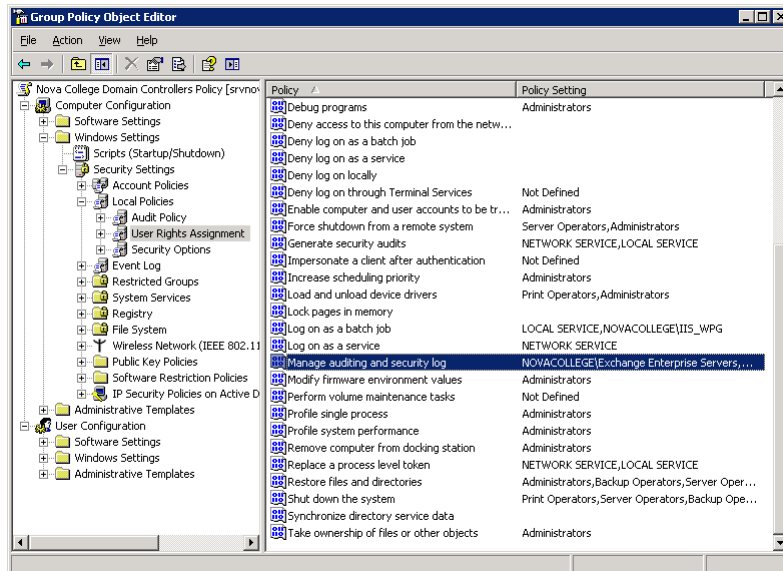 Group Policy Object Editor
File Action View Help
Nova College Domain Controllers Policy [srvnov
Computer Configuration
Software Settings
Windows Settings
Scripts (Startup/Shutdown)
Security Settings
Account Policies
Local Policies
Audit Policy
User Rights Assignment
Security Options
Event Log
Restricted Groups
System Services
Registry
File System
Wireless Network (IEEE 802.11
Public Key Policies
Software Restriction Policies
IP Security Policies on Active D
Administrative Templates
User Configuration
Software Settings
Windows Settings
Administrative Templates
Policy Policy Setting
Debug programs Administrators
Deny access to this computer from the netw...
Deny log on as a batch job
Deny log on as a service
Deny log on locally
Deny log on through Terminal Services Not Defined
Enable computer and user accounts to be tr... Administrators
Force shutdown from a remote system Server Operators,Administrators
Generate security audits NETWORK SERVICE,LOCAL SERVICE
Impersonate a client after authentication Not Defined
Increase scheduling priority Administrators
Load and unload device drivers Print Operators,Administrators
Lock pages in memory
Log on as a batch job LOCAL SERVICE,NOVACOLLEGE\IIS_WPG
Log on as a service NETWORK SERVICE
Manage auditing and security log NOVACOLLEGE\Exchange Enterprise Servers,...
Modify firmware environment values Administrators
Perform volume maintenance tasks Not Defined
Profile single process Administrators
Profile system performance Administrators
Remove computer from docking station Administrators
Replace a process level token NETWORK SERVICE,LOCAL SERVICE
Restore files and directories Administrators,Backup Operators,Server Oper...
Shut down the system Print Operators,Server Operators,Backup Ope...
Synchronize directory service data
Take ownership of files or other objects Administrators